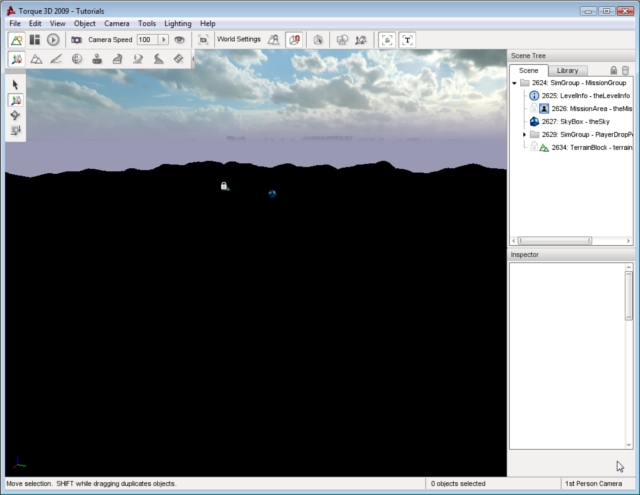 Torque 3D 2009 - Tutorials
File Edit View Object Camera Tools Lighting Help
Camera Speed 100 World Settings
Scene Tree
Scene Library
2624: SimGroup - MissionGroup
2625: LevelInfo - theLevelInfo
2626: MissionArea - theMis
2627: SkyBox - theSky
2629: SimGroup - PlayerDropP
2634: TerrainBlock - terrain
Inspector
Move selection. SHIFT while dragging duplicates objects. 0 objects selected 1st Person Camera